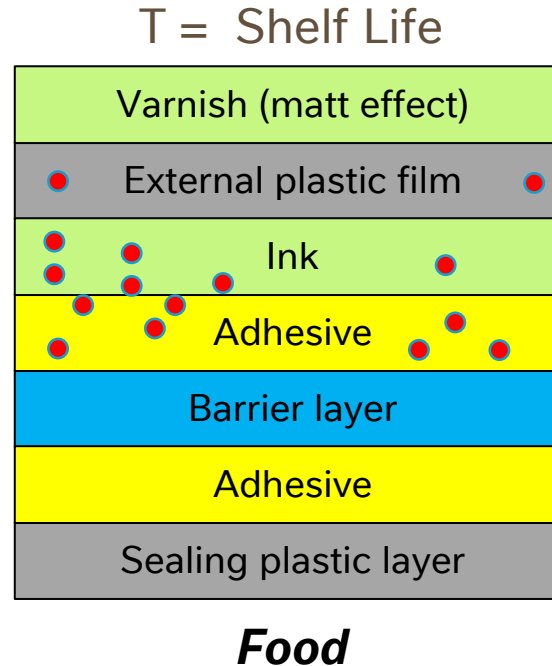 T = Shelf Life
Varnish (matt effect)
External plastic film
Ink
Adhesive
Barrier layer
Adhesive
Sealing plastic layer
Food